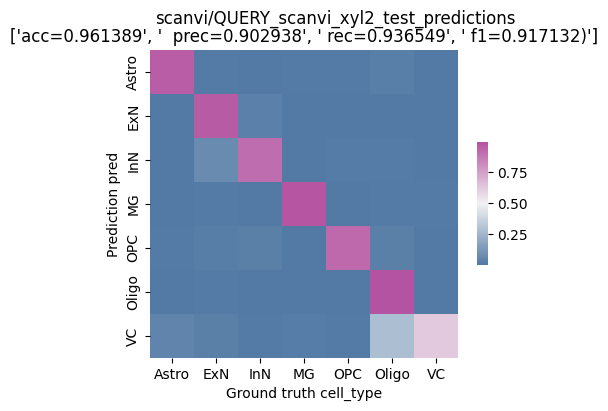 scanvi/QUERY_scanvi_xyl2_test_predictions
['acc=0.961389', '  prec=0.902938', ' rec=0.936549', ' f1=0.917132)']
Astro
ExN
InN
MG
OPC
Oligo
VC
Prediction pred
0.75
0.50
0.25
Astro ExN InN MG OPC Oligo VC
Ground truth cell_type